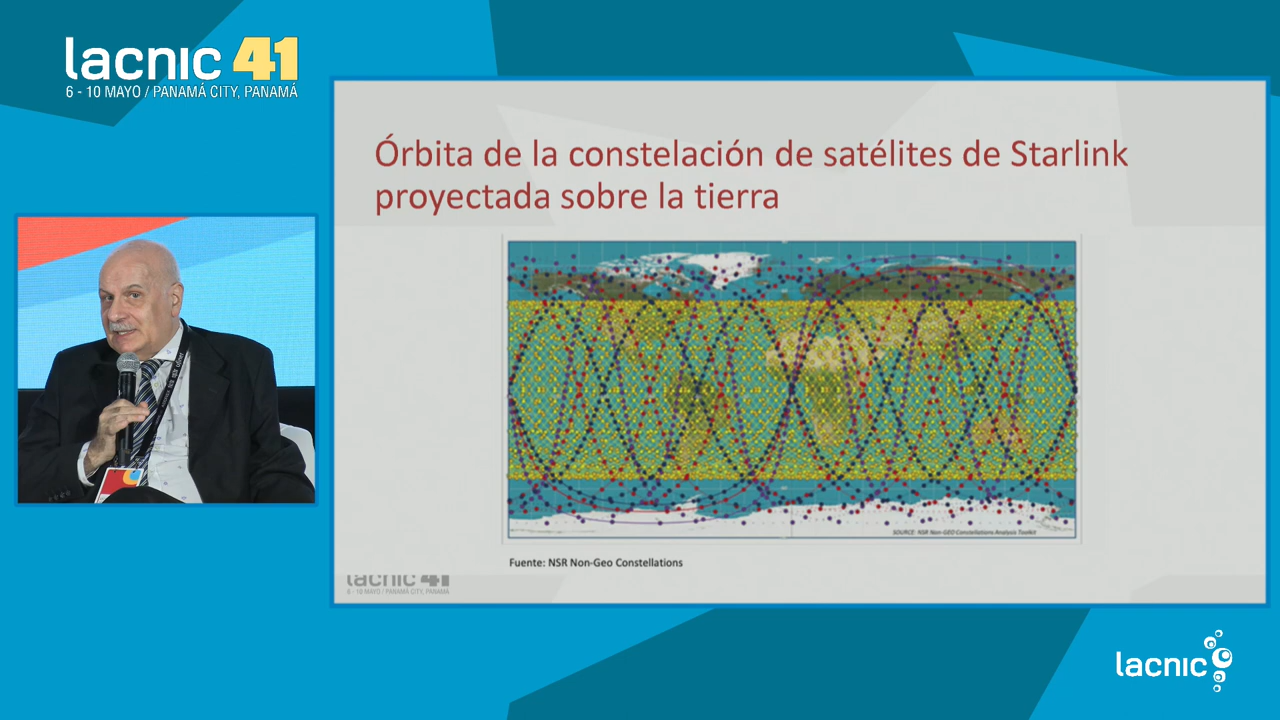 lacnic 41
6 - 10 MAYO / PANAMÁ CITY, PANAMÁ
Órbita de la constelación de satélites de Starlink
proyectada sobre la tierra
SOURCE: NSR Non-GEO Constellations Analysis Toolkit
Fuente: NSR Non-Geo Constellations
lacnic 41
6 - 10 MAYO / PANAMÁ CITY, PANAMÁ
lacnic